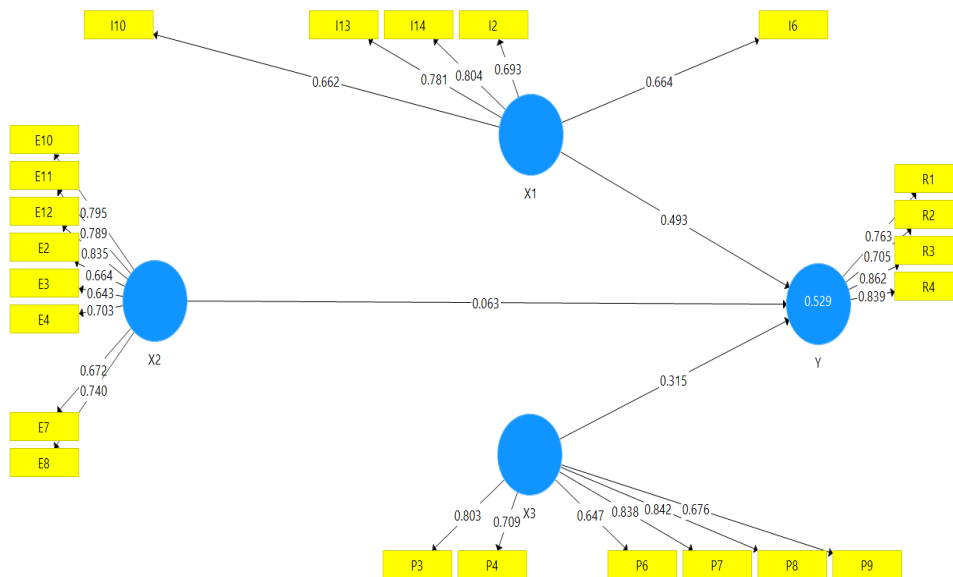 I10
I13
I14
I2
I6
0.662
0.781
0.804
0.693
0.664
X1
E10
E11
E12
E2
E3
E4
E7
E8
0.795
0.789
0.835
0.664
0.643
0.703
0.672
0.740
X2
0.493
0.063
0.315
0.529
Y
R1
R2
R3
R4
0.763
0.705
0.862
0.839
X3
0.803
0.709
0.647
0.838
0.842
0.676
P3
P4
P6
P7
P8
P9